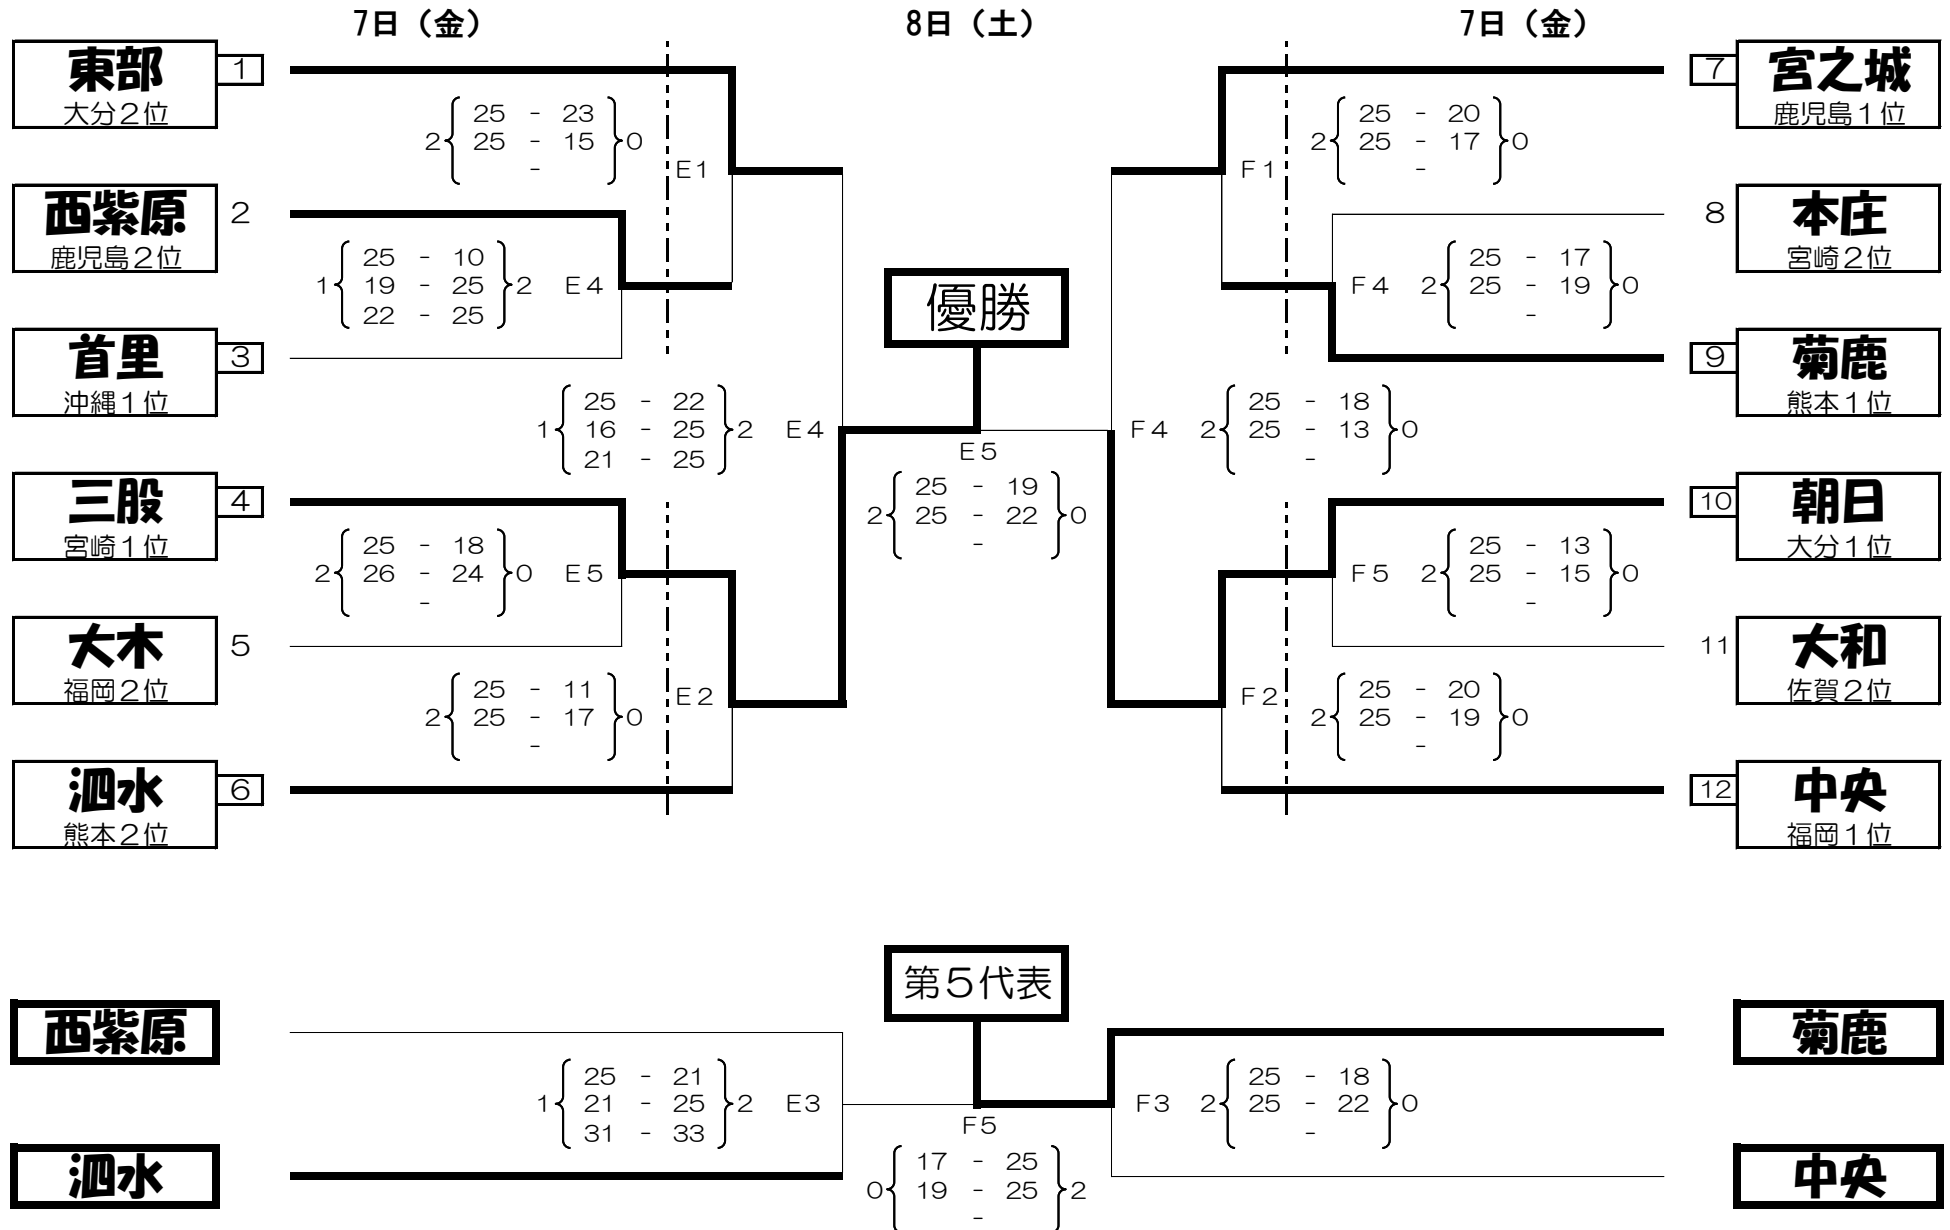 7日（金）
8日（土）
7日（金）
東部
大分２位
1
25 - 23
2 25 - 15 0
-
E1
西紫原
鹿児島２位
2
25 - 10
1 19 - 25 2
22 - 25
E4
首里
沖縄１位
3
25 - 22
1 16 - 25 2
21 - 25
E4
三股
宮崎１位
4
25 - 18
2 26 - 24 0
-
E5
大木
福岡２位
5
25 - 11
2 25 - 17 0
-
E2
泗水
熊本２位
6
優勝
E5
25 - 19
2 25 - 22 0
-
宮之城
鹿児島１位
7
25 - 20
2 25 - 17 0
-
F1
本庄
宮崎２位
8
25 - 17
F4 2 25 - 19 0
-
菊鹿
熊本１位
9
25 - 18
F4 2 25 - 13 0
-
朝日
大分１位
10
25 - 13
F5 2 25 - 15 0
-
大和
佐賀２位
11
25 - 20
F2 2 25 - 19 0
-
中央
福岡１位
12
第５代表
西紫原
25 - 21
1 21 - 25 2
31 - 33
E3
泗水
F5
17 - 25
0 19 - 25 2
-
菊鹿
25 - 18
F3 2 25 - 22 0
-
中央